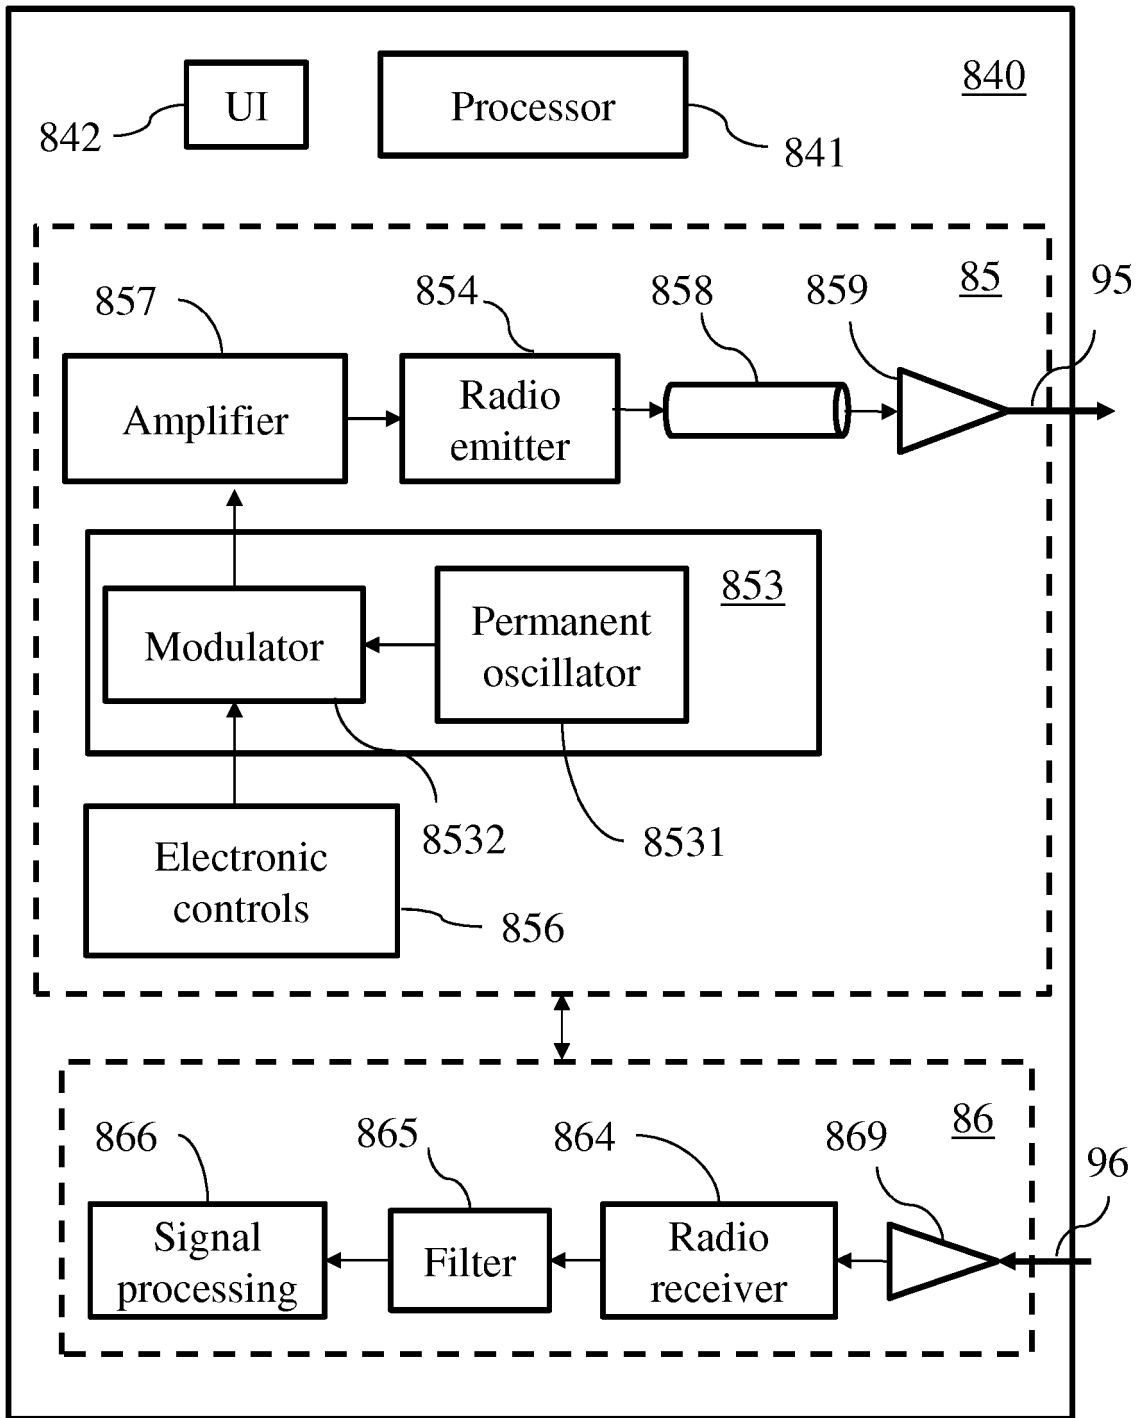 840
UI
Processor
842
841
85
95
857
854
858
859
Amplifier
Radio
emitter
853
Modulator
Permanent
oscillator
8532
8531
Electronic
controls
856
86
866
865
864
869
96
Signal
processing
Filter
Radio
receiver